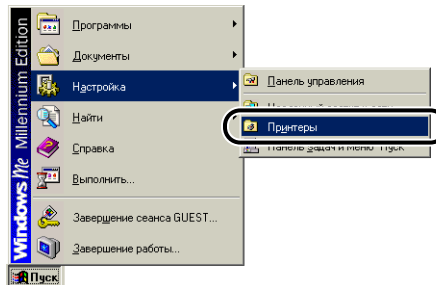 Windows Me Millennium Edition
Программы
Документы
Настройка
Найти
Справка
Выполнить...
Завершение сеанса GUEST...
Завершение работы...
Панель управления
Принтеры
Панель задач и меню "Пуск"
Пуск